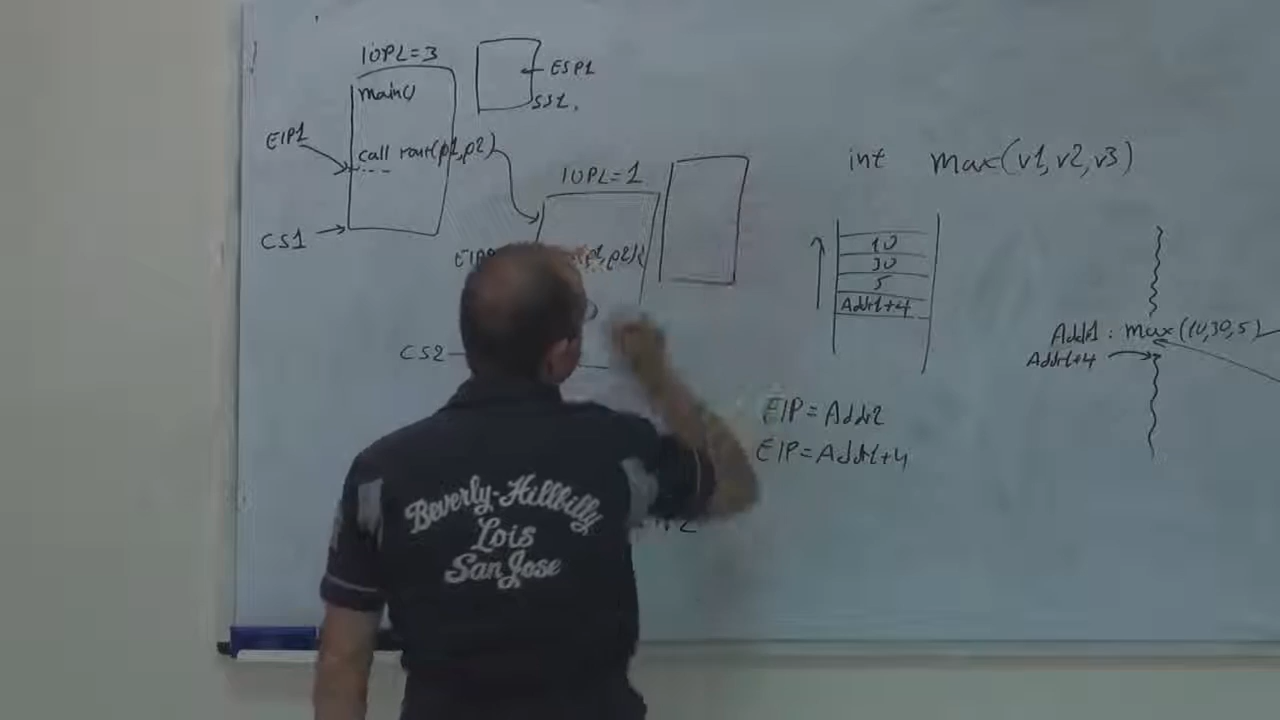 IOPL=3
main()
ESP1
SS1
EIP1
call rout(p1,p2)
CS1
IOPL=1
p2){
CS2
int max(v1,v2,v3)
10
30
5
Addr1+4
Addr1: max(10,30,5)
Addr1+4
EIP=Addr2
EIP=Addr1+4
Beverly-Hillbilly
Lois
San Jose